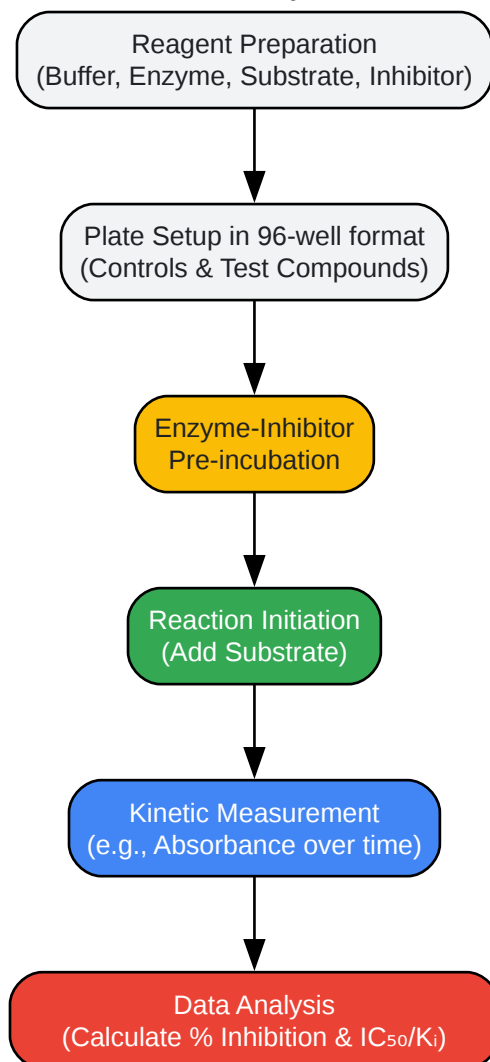 Reagent Preparation
(Buffer, Enzyme, Substrate, Inhibitor)
Plate Setup in 96-well format
(Controls & Test Compounds)
Enzyme-Inhibitor
Pre-incubation
Reaction Initiation
(Add Substrate)
Kinetic Measurement
(e.g., Absorbance over time)
Data Analysis
(Calculate % Inhibition & IC₅₀/Kᵢ)